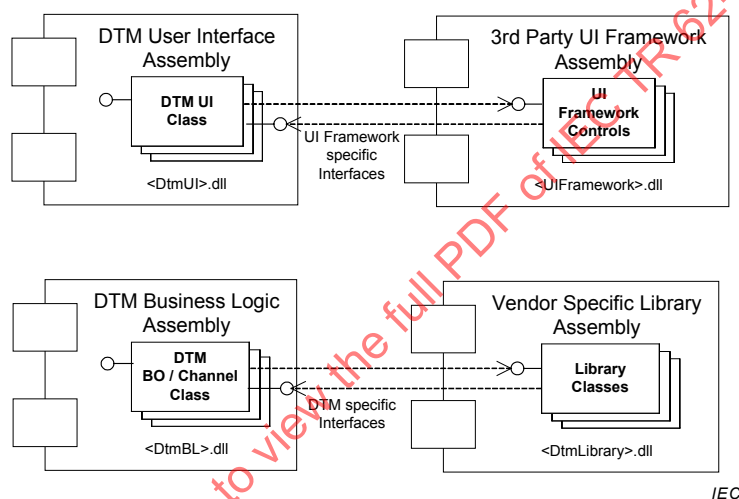 DTM User Interface
Assembly
DTM UI
Class
<DtmUI>.dll
UI Framework
specific
Interfaces
3rd Party UI Framework
Assembly
UI
Framework
Controls
<UIFramework>.dll
DTM Business Logic
Assembly
DTM
BO / Channel
Class
<DtmBL>.dll
DTM specific
Interfaces
Vendor Specific Library
Assembly
Library
Classes
<DtmLibrary>.dll
IEC
to view the full PDF of IEC TR 62